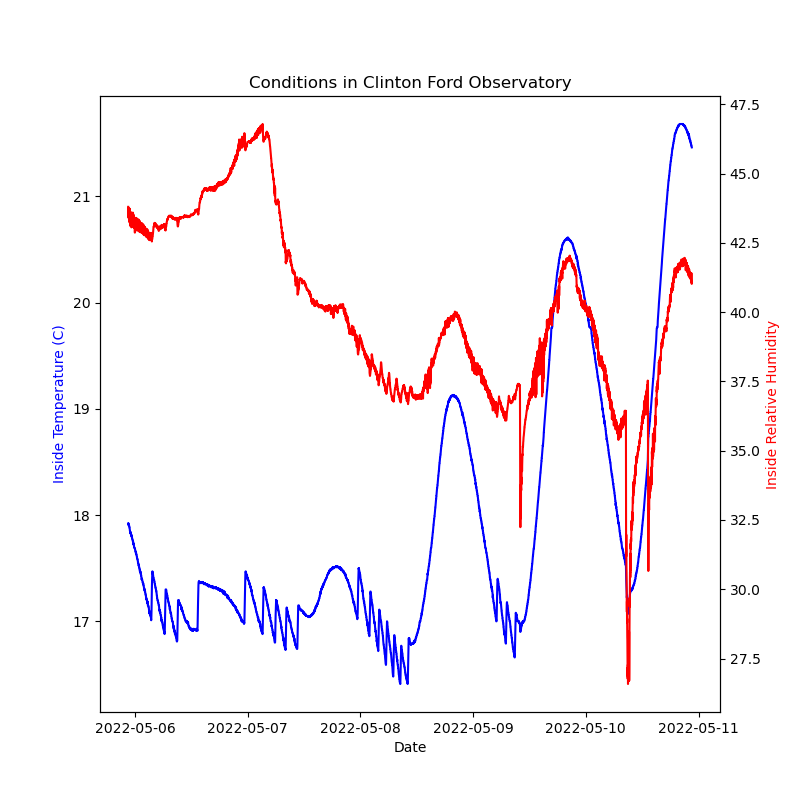 Conditions in Clinton Ford Observatory
47.5
45.0
42.5
40.0
37.5
35.0
32.5
30.0
27.5
21
20
19
18
17
Inside Temperature (C)
Inside Relative Humidity
2022-05-06 2022-05-07 2022-05-08 2022-05-09 2022-05-10 2022-05-11
Date